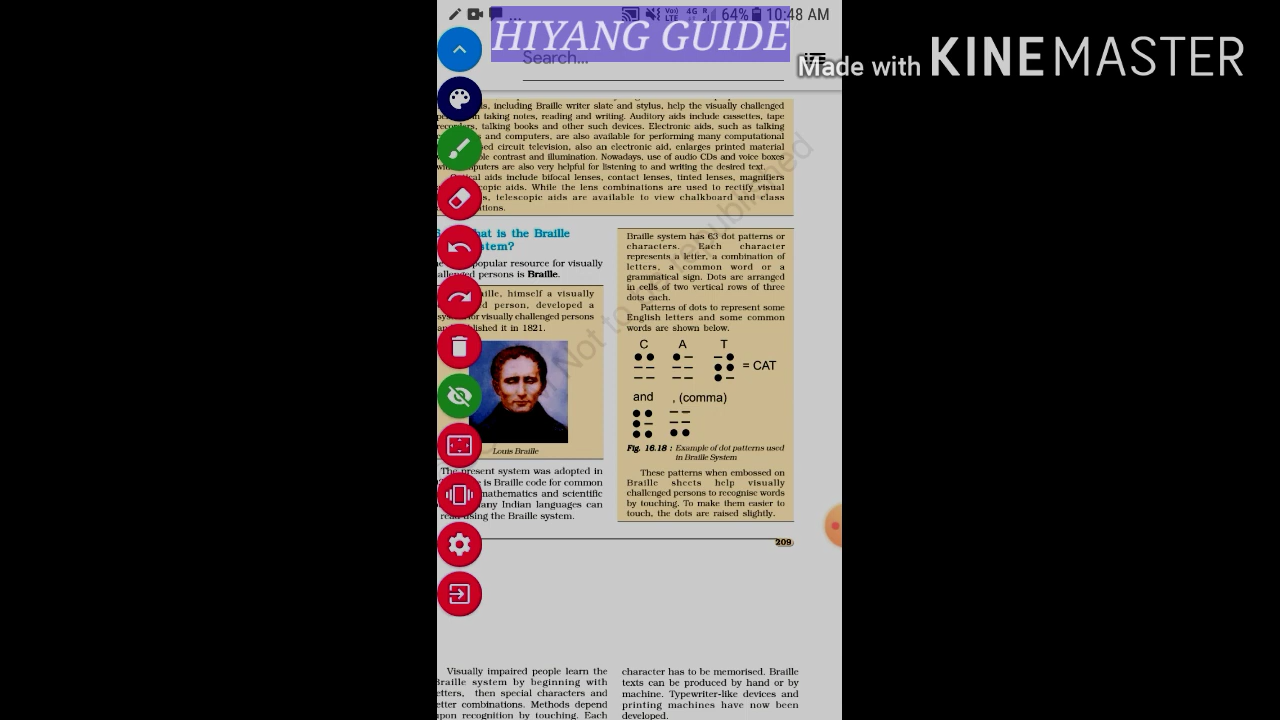 VoLTE 4G R 64% 10:48 AM
HIYANG GUIDE
Search...
Made with KINEMASTER
including Braille writer slate and stylus, help the visually challenged
in taking notes, reading and writing. Auditory aids include cassettes, tape
talking books and other such devices. Electronic aids, such as talking
and computers, are also available for performing many computational
circuit television, also an electronic aid, enlarges printed material
contrast and illumination. Nowadays, use of audio CDs and voice boxes
are also very helpful for listening to and writing the desired text.
aids include bifocal lenses, contact lenses, tinted lenses, magnifiers
aids. While the lens combinations are used to rectify visual
telescopic aids are available to view chalkboard and class
is the Braille
popular resource for visually
persons is Braille.
himself a visually
person, developed a
for visually challenged persons
it in 1821.
Louis Braille
The present system was adopted in
is Braille code for common
mathematics and scientific
Indian languages can
using the Braille system.
Braille system has 63 dot patterns or
characters. Each character
represents a letter, a combination of
letters, a common word or a
grammatical sign. Dots are arranged
in cells of two vertical rows of three
dots each.
Patterns of dots to represent some
English letters and some common
words are shown below.
C A T
= CAT
and , (comma)
Fig. 16.18 : Example of dot patterns used
in Braille System
These patterns when embossed on
Braille sheets help visually
challenged persons to recognise words
by touching. To make them easier to
touch, the dots are raised slightly.
209
Not to be republished
Visually impaired people learn the
Braille system by beginning with
then special characters and
combinations. Methods depend
upon recognition by touching. Each
character has to be memorised. Braille
texts can be produced by hand or by
machine. Typewriter-like devices and
printing machines have now been
developed.